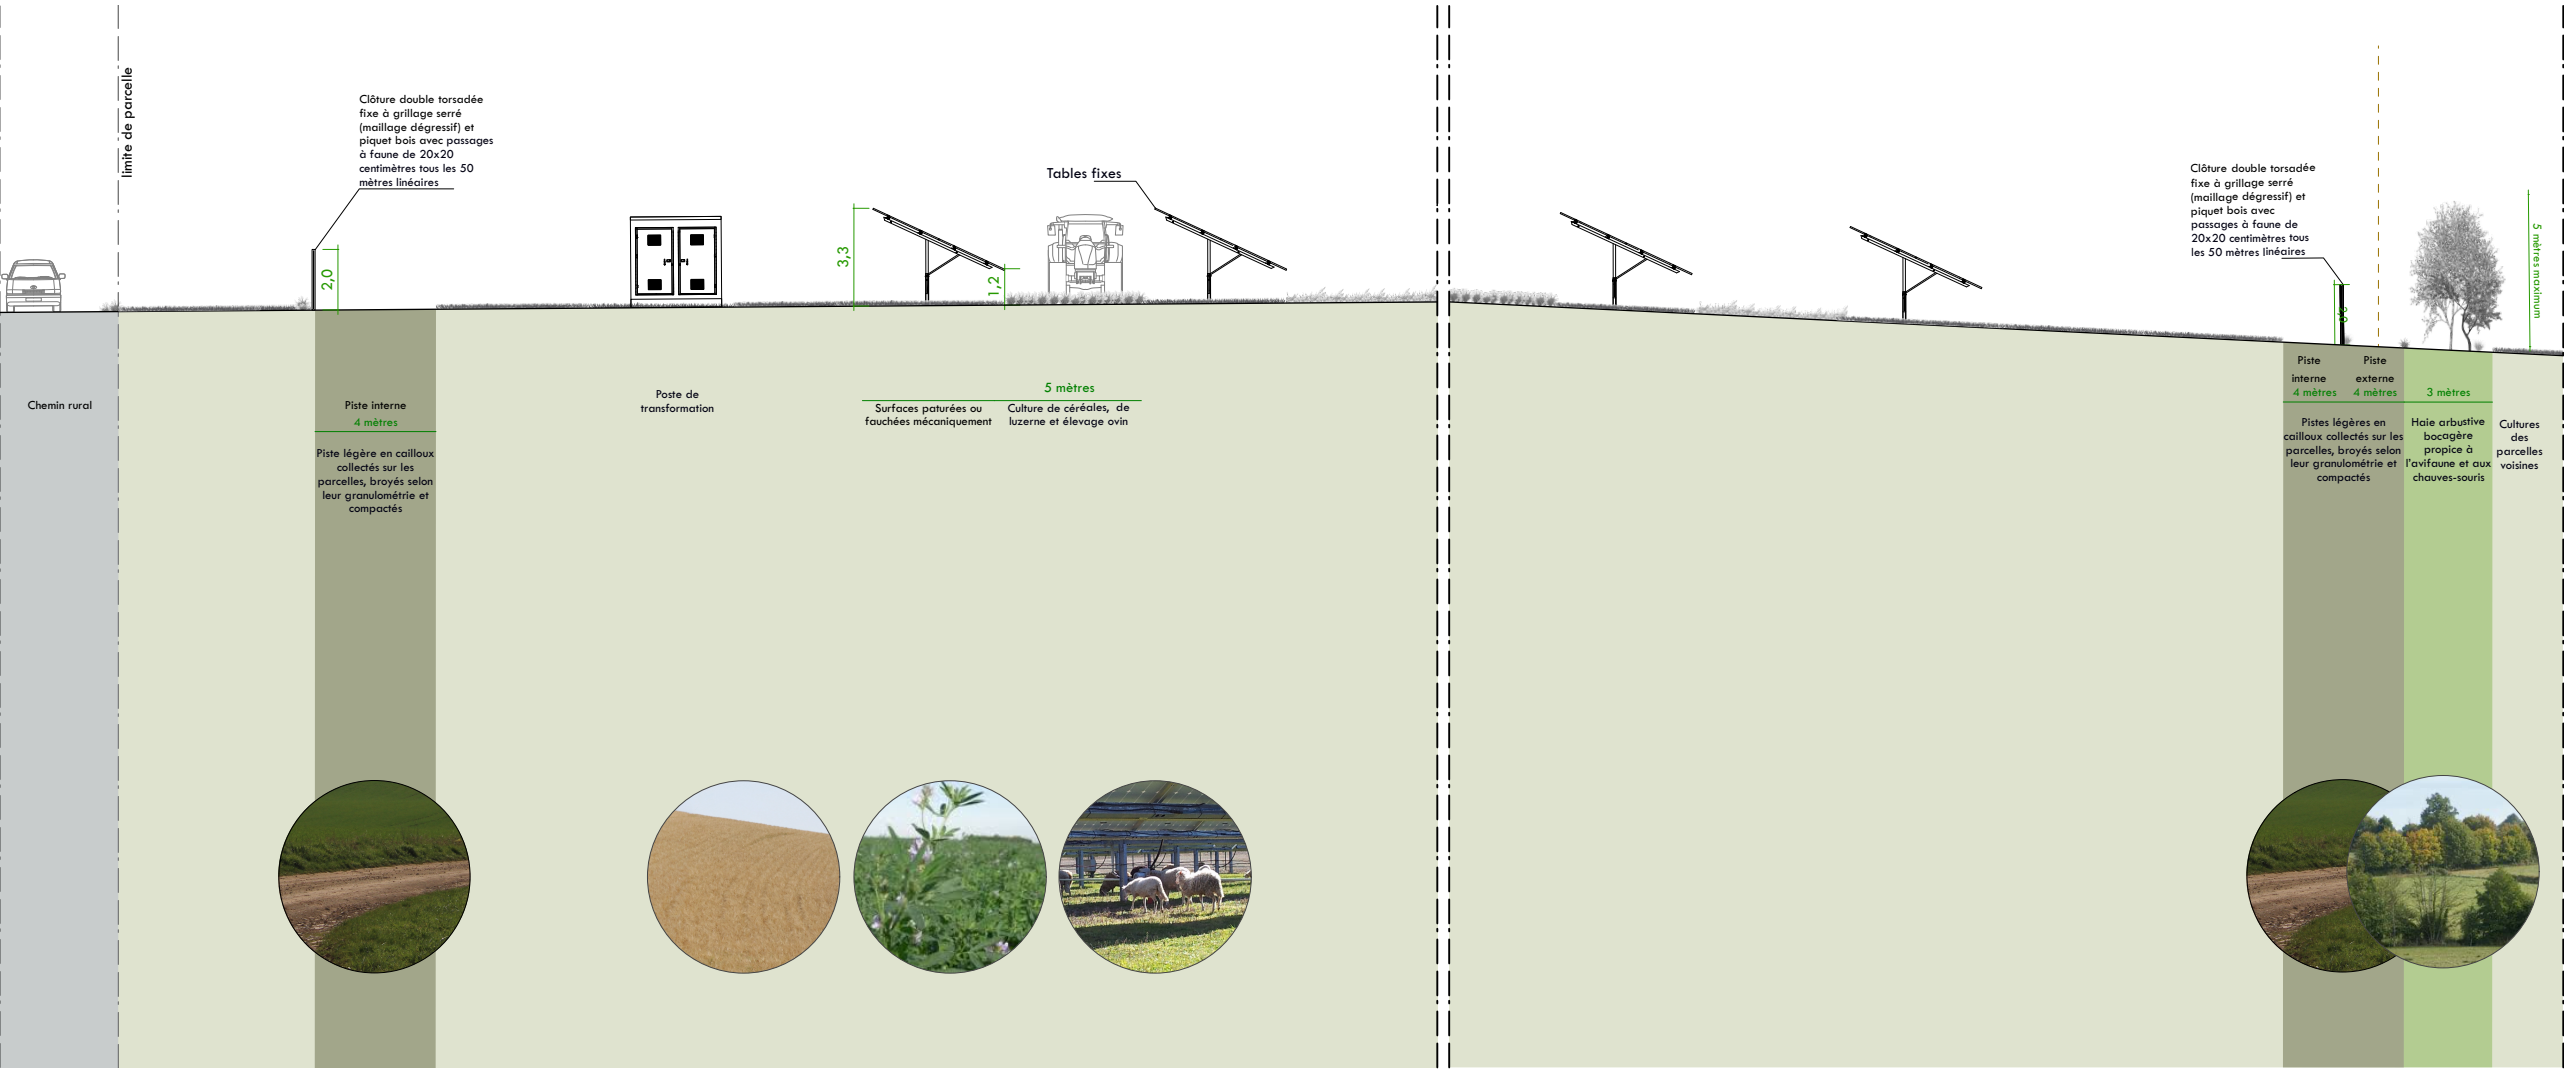 limite de parcelle
Clôture double torsadée
fixe à grillage serré
(maillage dégressif) et
piquet bois avec passages
à faune de 20x20
centimètres tous les 50
mètres linéaires
2,0
3,3
1,2
Tables fixes
Clôture double torsadée
fixe à grillage serré
(maillage dégressif) et
piquet bois avec
passages à faune de
20x20 centimètres tous
les 50 mètres linéaires
5 mètres maximum
Chemin rural
Piste interne
4 mètres
Piste légère en cailloux
collectés sur les
parcelles, broyés selon
leur granulométrie et
compactés
Poste de
transformation
5 mètres
Surfaces paturées ou
fauchées mécaniquement
Culture de céréales, de
luzerne et élevage ovin
Piste
interne
4 mètres
Piste
externe
4 mètres
Pistes légères en
cailloux collectés sur les
parcelles, broyés selon
leur granulométrie et
compactés
3 mètres
Haie arbustive
bocagère
propice à
l'avifaune et aux
chauves-souris
Cultures
des
parcelles
voisines